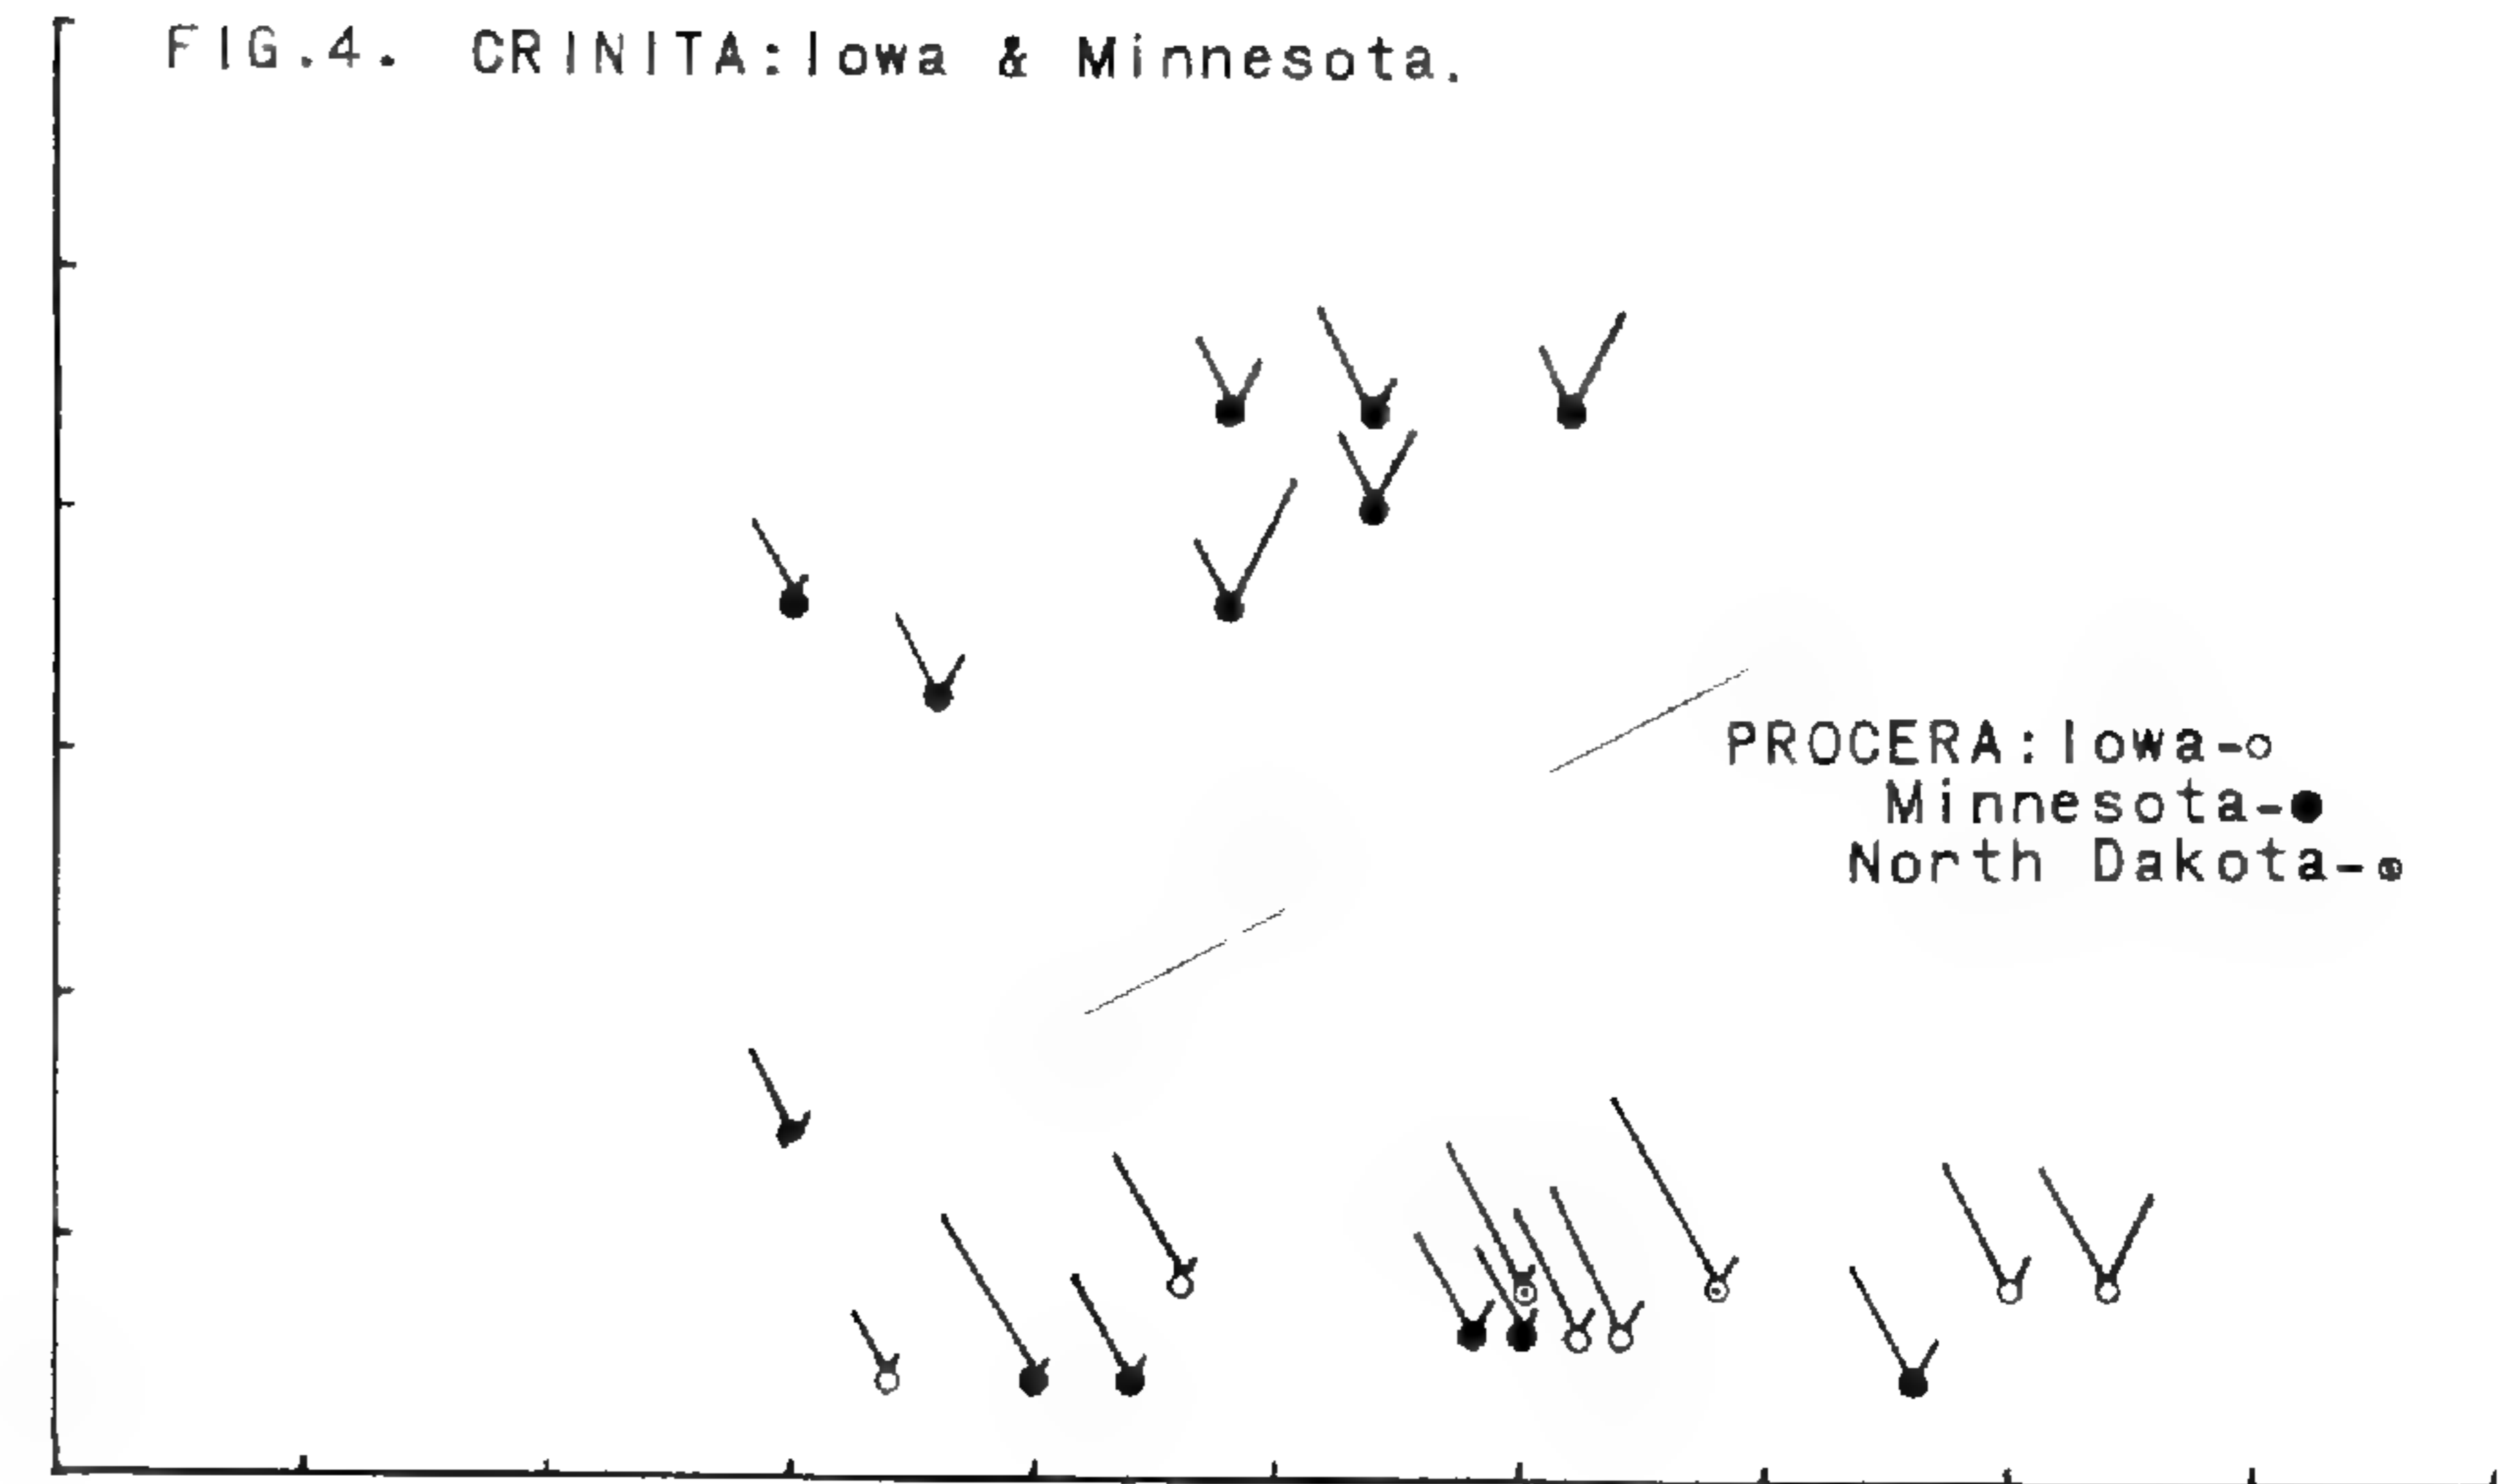 FIG.4. CRINITA:Iowa & Minnesota.
PROCERA:Iowa-○
Minnesota-●
North Dakota-⊙